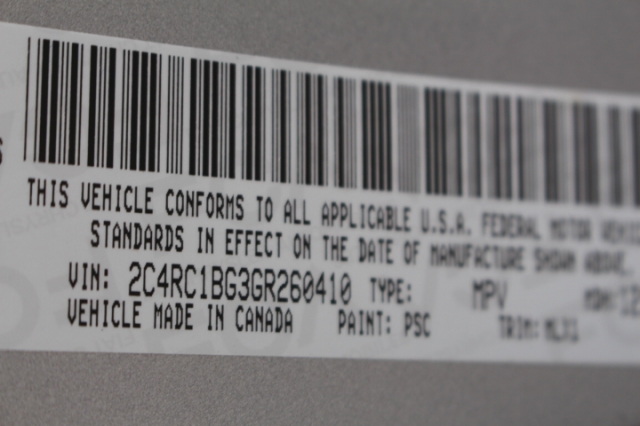 THIS VEHICLE CONFORMS TO ALL APPLICABLE U.S.A. FEDERAL MOTOR
STANDARDS IN EFFECT ON THE DATE OF MANUFACTURE SHOWN ABOVE.
VIN: 2C4RC1BG3GR260410 TYPE: MPV
VEHICLE MADE IN CANADA PAINT: PSC TRIM: